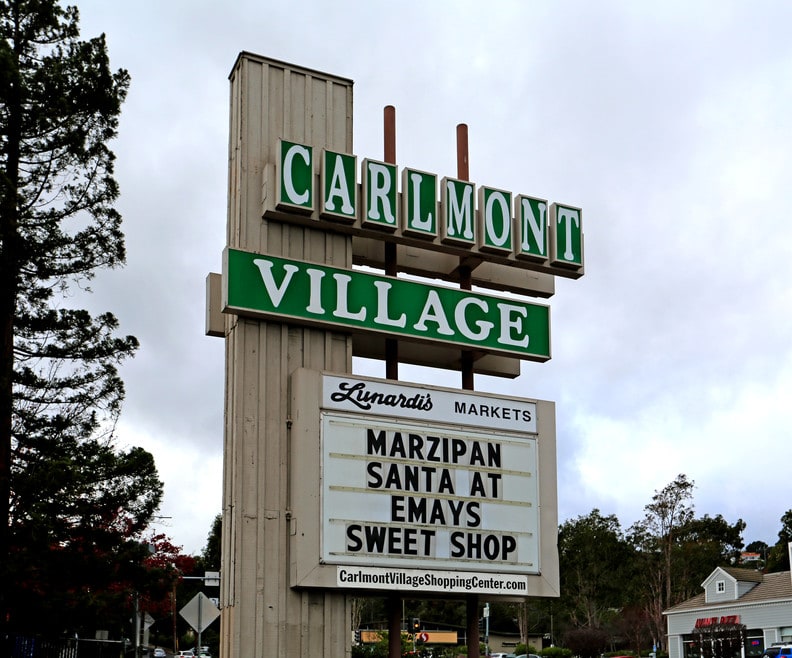 CARLMONT
VILLAGE
Lunardi's MARKETS
MARZIPAN
SANTA AT
EMAYS
SWEET SHOP
CarlmontVillageShoppingCenter.com